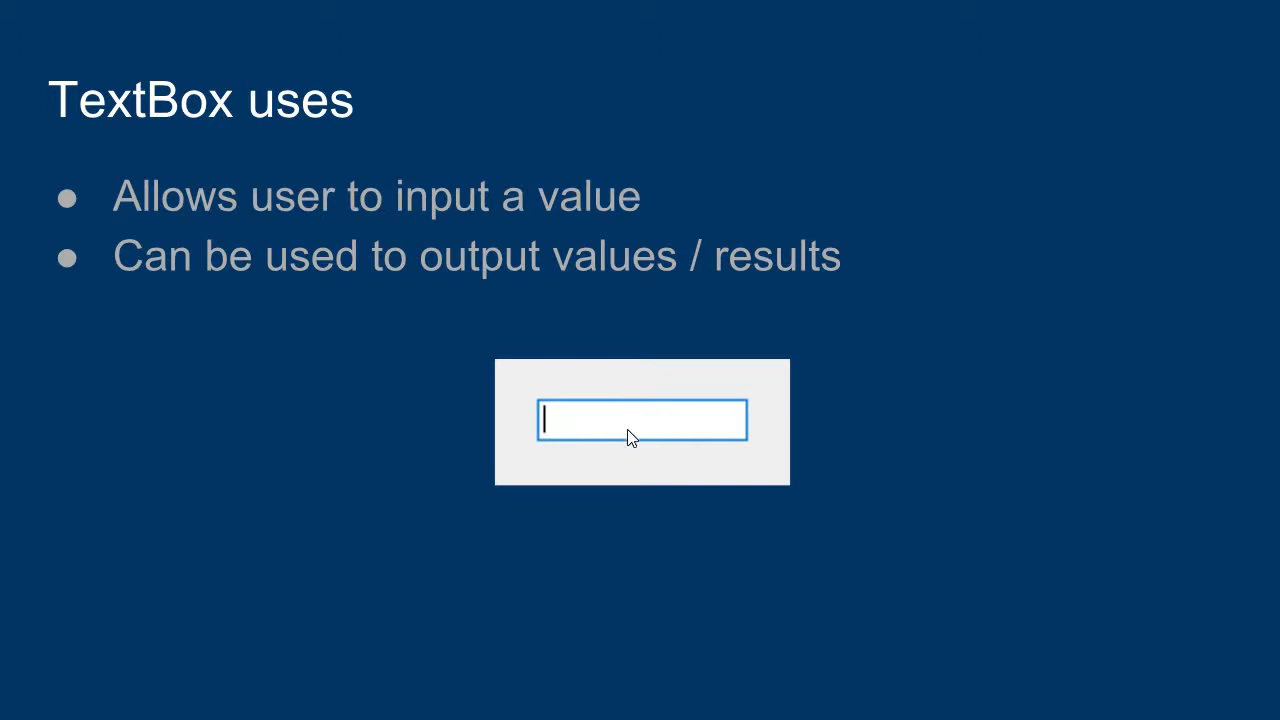 TextBox uses
● Allows user to input a value
● Can be used to output values / results